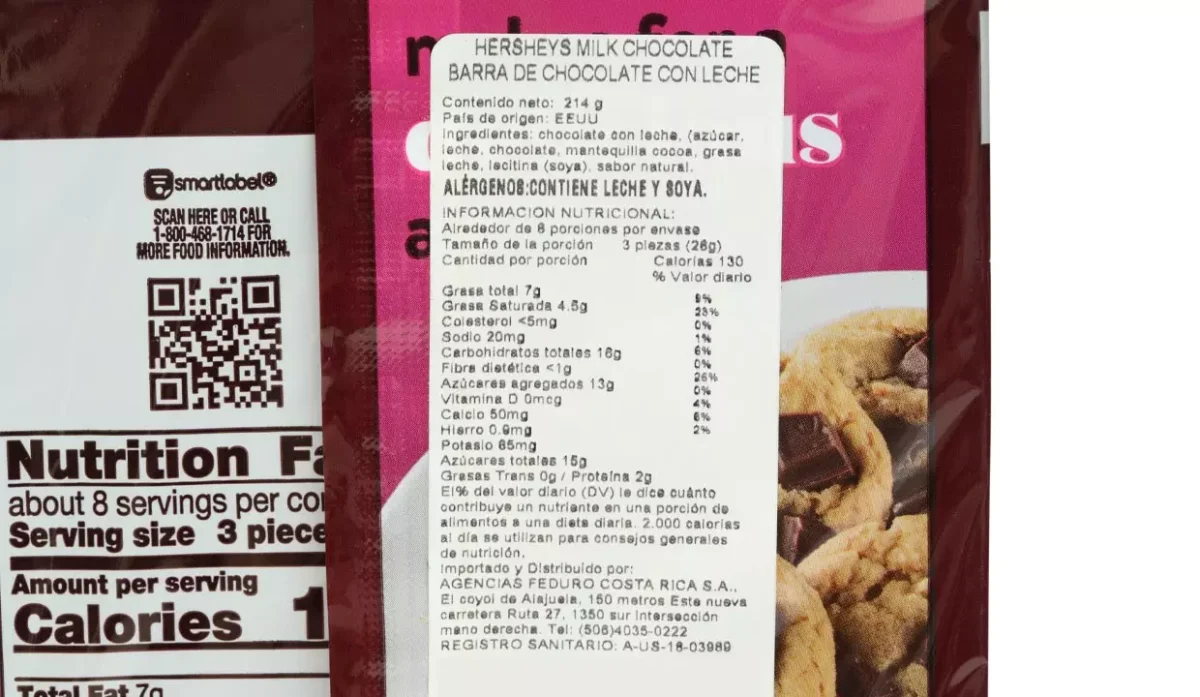 HERSHEYS MILK CHOCOLATE
BARRA DE CHOCOLATE CON LECHE
Contenido neto: 214 g
País de origen: EEUU
Ingredientes: chocolate con leche, (azúcar,
leche, chocolate, mantequilla cocoa, grasa
leche, lecitina (soya), sabor natural.
ALÉRGENOS:CONTIENE LECHE Y SOYA.
INFORMACION NUTRICIONAL:
Alrededor de 8 porciones por envase
Tamaño de la porción 3 piezas (28g)
Cantidad por porción Calorías 130
% Valor diario
Grasa total 7g 9%
Grasa Saturada 4.5g 23%
Colesterol <5mg 0%
Sodio 20mg 1%
Carbohidratos totales 16g 6%
Fibra dietética <1g 0%
Azúcares agregados 13g 26%
Vitamina D 0mcg 0%
Calcio 50mg 4%
Hierro 0.9mg 6%
Potasio 85mg 2%
Azúcares totales 15g
Grasas Trans 0g / Proteína 2g
El% del valor diario (DV) le dice cuánto
contribuye un nutriente en una porción de
alimentos a una dieta diaria. 2.000 calorías
al día se utilizan para consejos generales
de nutrición.
Importado y Distribuido por:
AGENCIAS FEDURO COSTA RICA S.A.,
El coyol de Alajuela, 150 metros Este nueva
carretera Ruta 27, 1350 sur intersección
mano derecha. Tel: (506)4035-0222
REGISTRO SANITARIO: A-US-18-03989
smartlabel®
SCAN HERE OR CALL
1-800-468-1714 FOR
MORE FOOD INFORMATION.
Nutrition Fa
about 8 servings per co
Serving size 3 piece
Amount per serving
Calories 1
Total Fat 7g